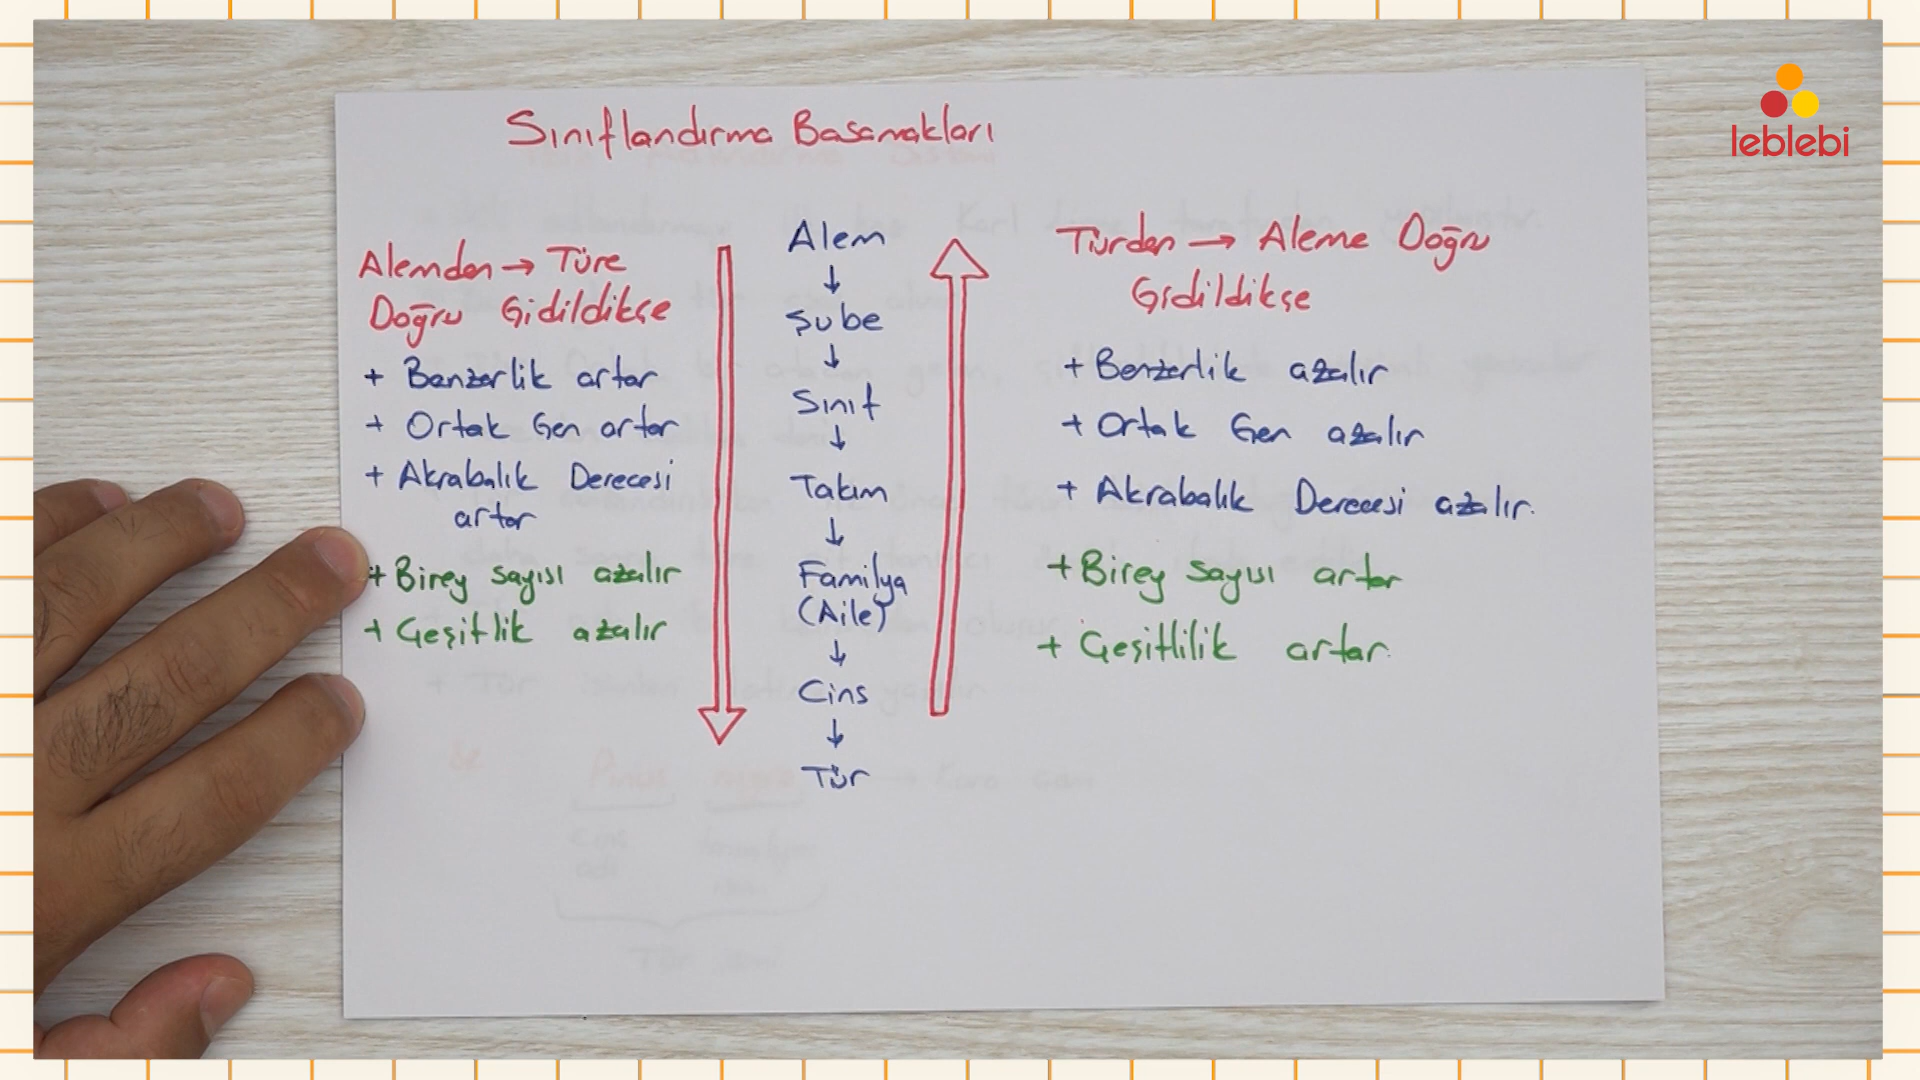 leblebi
Sınıflandırma Basamakları
Alemden → Türe
Doğru Gidildikçe
+ Benzerlik artar
+ Ortak Gen artar
+ Akrabalık Derecesi
artar
+ Birey sayısı azalır
+ Çeşitlik azalır
Alem
↓
Şube
↓
Sınıf
↓
Takım
↓
Familya
(Aile)
↓
Cins
↓
Tür
Türden → Aleme Doğru
Gidildikçe
+ Benzerlik azalır
+ Ortak Gen azalır
+ Akrabalık Derecesi azalır.
+ Birey sayısı artar
+ Çeşitlilik artar.